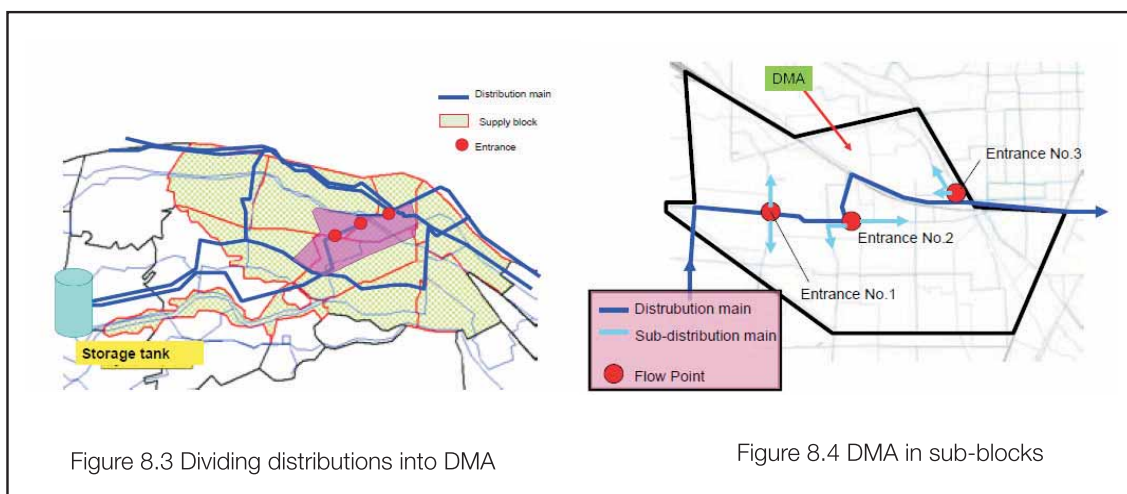 Distribution main
Supply block
Entrance
Storage tank
Figure 8.3 Dividing distributions into DMA
DMA
Entrance No.3
Entrance No.2
Entrance No.1
Distrubution main
Sub-distribution main
Flow Point
Figure 8.4 DMA in sub-blocks